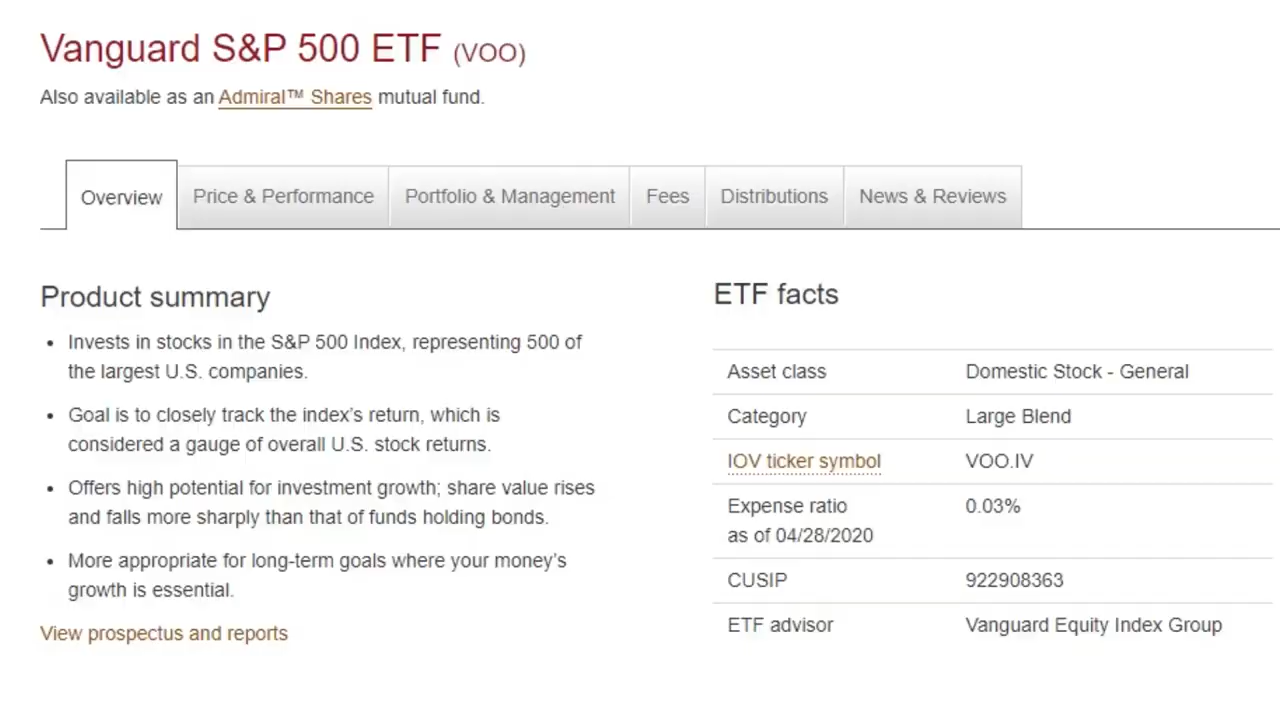 Vanguard S&P 500 ETF (VOO)
Also available as an Admiral™ Shares mutual fund.
Overview
Price & Performance
Portfolio & Management
Fees
Distributions
News & Reviews
Product summary
• Invests in stocks in the S&P 500 Index, representing 500 of
the largest U.S. companies.
• Goal is to closely track the index’s return, which is
considered a gauge of overall U.S. stock returns.
• Offers high potential for investment growth; share value rises
and falls more sharply than that of funds holding bonds.
• More appropriate for long-term goals where your money’s
growth is essential.
View prospectus and reports
ETF facts
Asset class Domestic Stock - General
Category Large Blend
IOV ticker symbol VOO.IV
Expense ratio 0.03%
as of 04/28/2020
CUSIP 922908363
ETF advisor Vanguard Equity Index Group